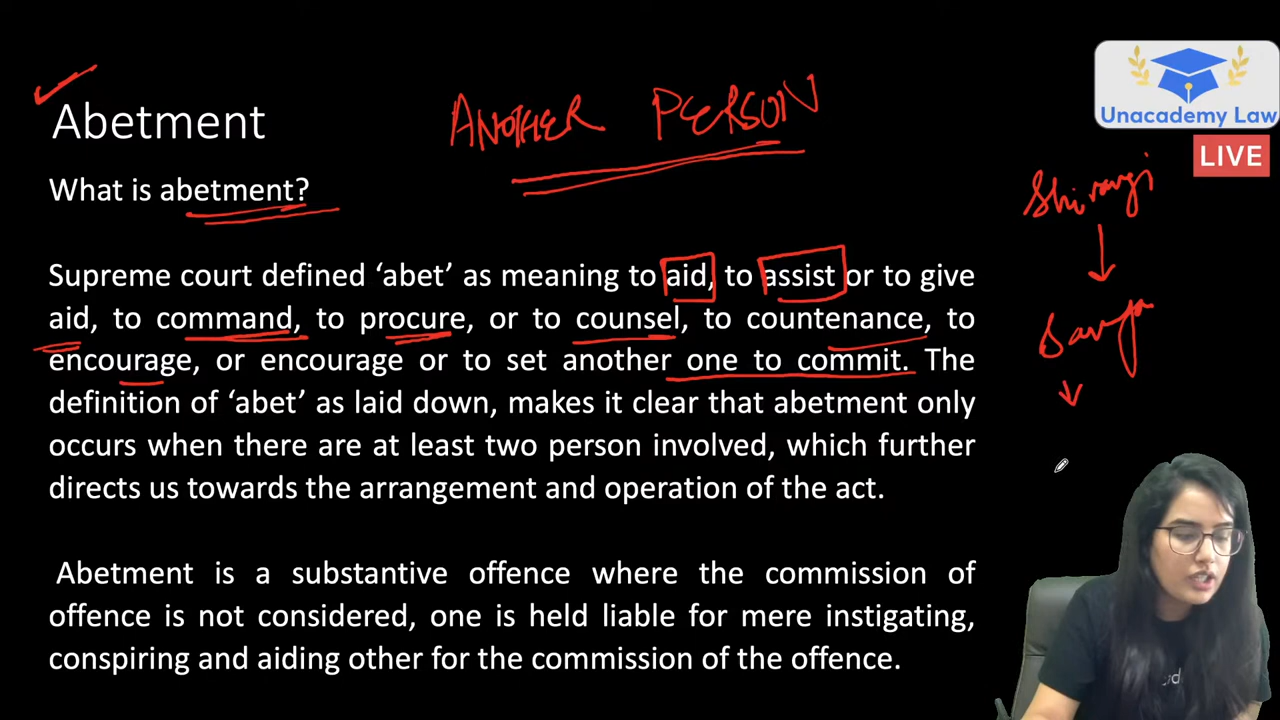 Unacademy Law
LIVE
Abetment
ANOTHER PERSON
What is abetment?
Supreme court defined ‘abet’ as meaning to aid, to assist or to give
aid, to command, to procure, or to counsel, to countenance, to
encourage, or encourage or to set another one to commit. The
definition of ‘abet’ as laid down, makes it clear that abetment only
occurs when there are at least two person involved, which further
directs us towards the arrangement and operation of the act.
Abetment is a substantive offence where the commission of
offence is not considered, one is held liable for mere instigating,
conspiring and aiding other for the commission of the offence.